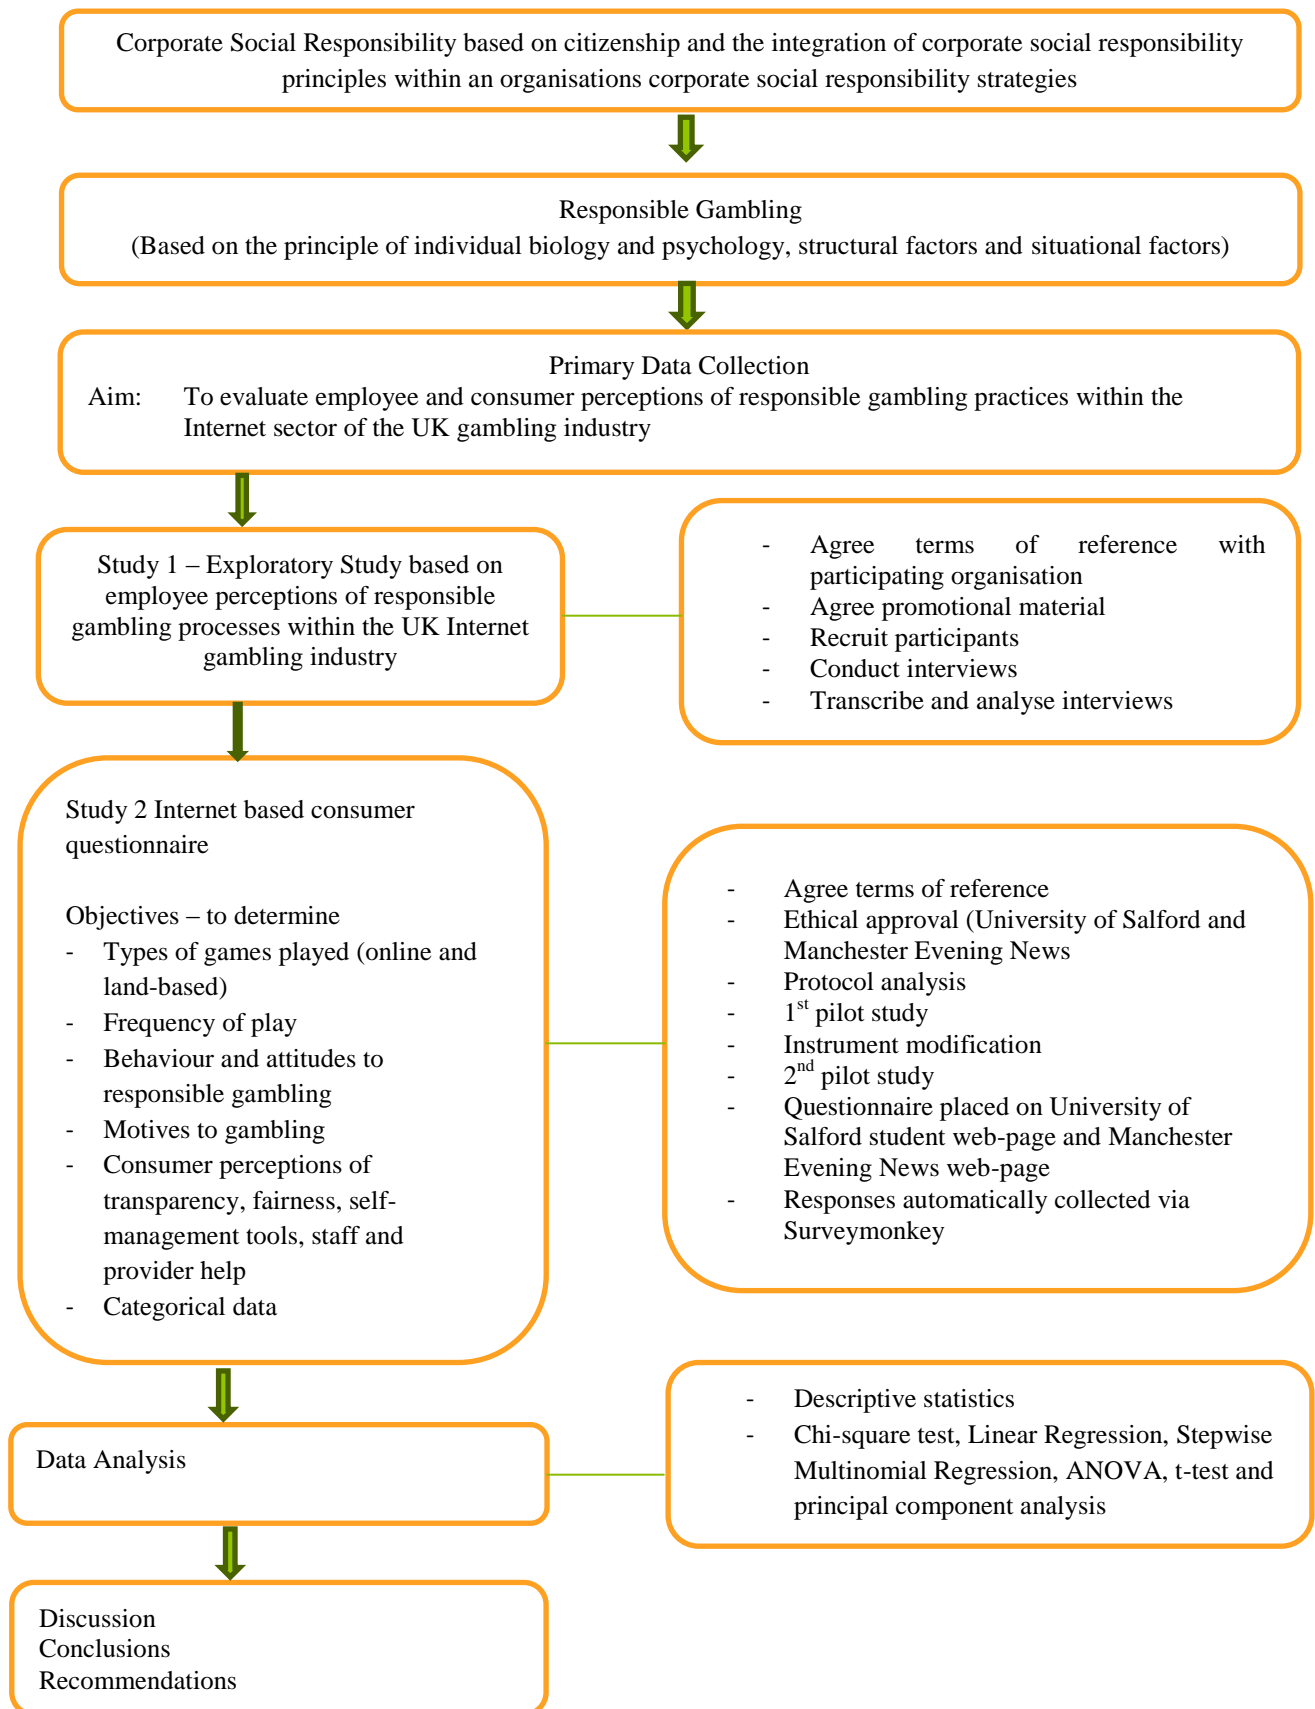 Corporate Social Responsibility based on citizenship and the integration of corporate social responsibility
principles within an organisations corporate social responsibility strategies
Responsible Gambling
(Based on the principle of individual biology and psychology, structural factors and situational factors)
Primary Data Collection
Aim: To evaluate employee and consumer perceptions of responsible gambling practices within the
Internet sector of the UK gambling industry
Study 1 – Exploratory Study based on
employee perceptions of responsible
gambling processes within the UK Internet
gambling industry
- Agree terms of reference with
participating organisation
- Agree promotional material
- Recruit participants
- Conduct interviews
- Transcribe and analyse interviews
Study 2 Internet based consumer
questionnaire
Objectives – to determine
- Types of games played (online and
land-based)
- Frequency of play
- Behaviour and attitudes to
responsible gambling
- Motives to gambling
- Consumer perceptions of
transparency, fairness, self-
management tools, staff and
provider help
- Categorical data
- Agree terms of reference
- Ethical approval (University of Salford and
Manchester Evening News
- Protocol analysis
- 1st pilot study
- Instrument modification
- 2nd pilot study
- Questionnaire placed on University of
Salford student web-page and Manchester
Evening News web-page
- Responses automatically collected via
Surveymonkey
Data Analysis
- Descriptive statistics
- Chi-square test, Linear Regression, Stepwise
Multinomial Regression, ANOVA, t-test and
principal component analysis
Discussion
Conclusions
Recommendations